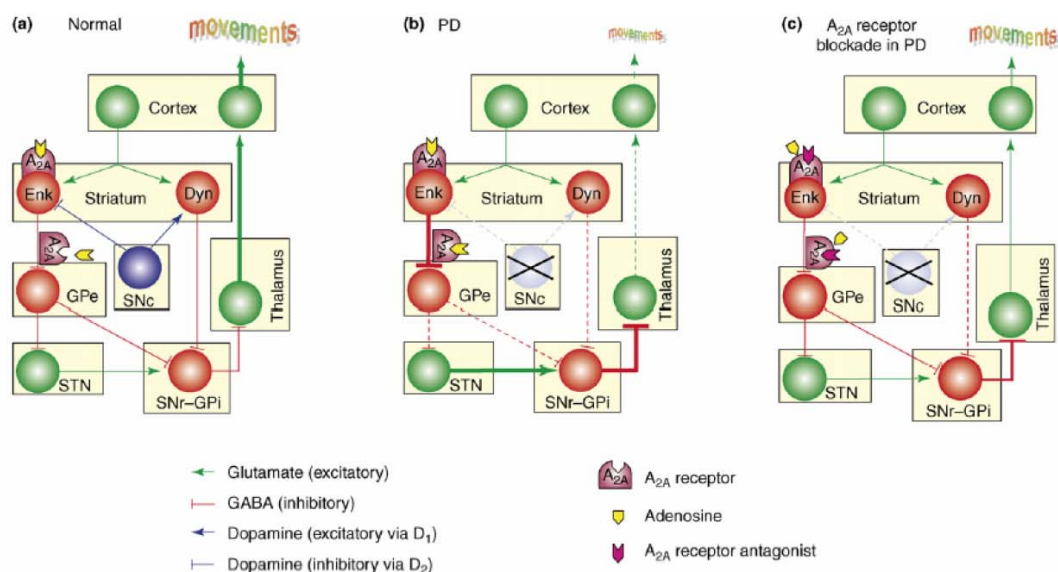 (a) Normal
movements
Cortex
A2A
Enk
Striatum
Dyn
A2A
GPe
SNc
Thalamus
STN
SNr–GPi
(b) PD
movements
Cortex
A2A
Enk
Striatum
Dyn
A2A
GPe
SNc
Thalamus
STN
SNr–GPi
(c) A2A receptor
blockade in PD
movements
Cortex
A2A
Enk
Striatum
Dyn
A2A
GPe
SNc
Thalamus
STN
SNr–GPi
Glutamate (excitatory)
GABA (inhibitory)
Dopamine (excitatory via D1)
Dopamine (inhibitory via D2)
A2A A2A receptor
Adenosine
A2A receptor antagonist